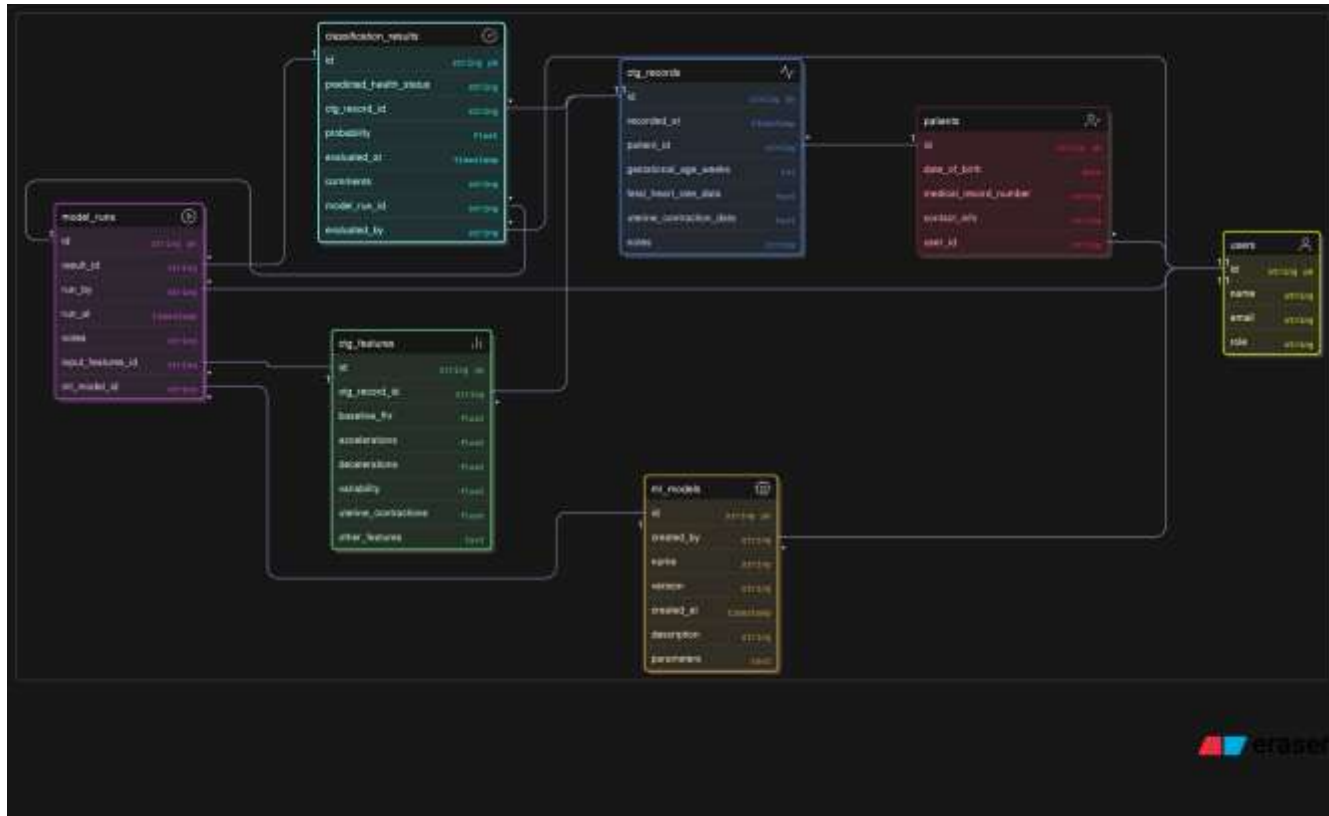 classification_results
id string pk
predicted_health_status string
ctg_record_id string
probability float
evaluated_at timestamp
comments string
model_run_id string
evaluated_by string
ctg_records
id string pk
recorded_at timestamp
patient_id string
gestational_age_weeks int
fetal_heart_rate_data text
uterine_contraction_data text
notes string
patients
id string pk
date_of_birth date
medical_record_number string
contact_info string
user_id string
model_runs
id string pk
result_id string
run_by string
run_at timestamp
notes string
input_features_id string
ml_model_id string
users
id string pk
name string
email string
role string
ctg_features
id string pk
ctg_record_id string
baseline_fhr float
accelerations float
decelerations float
variability float
uterine_contractions float
other_features text
ml_models
id string pk
created_by string
name string
version string
created_at timestamp
description string
parameters text
eraser